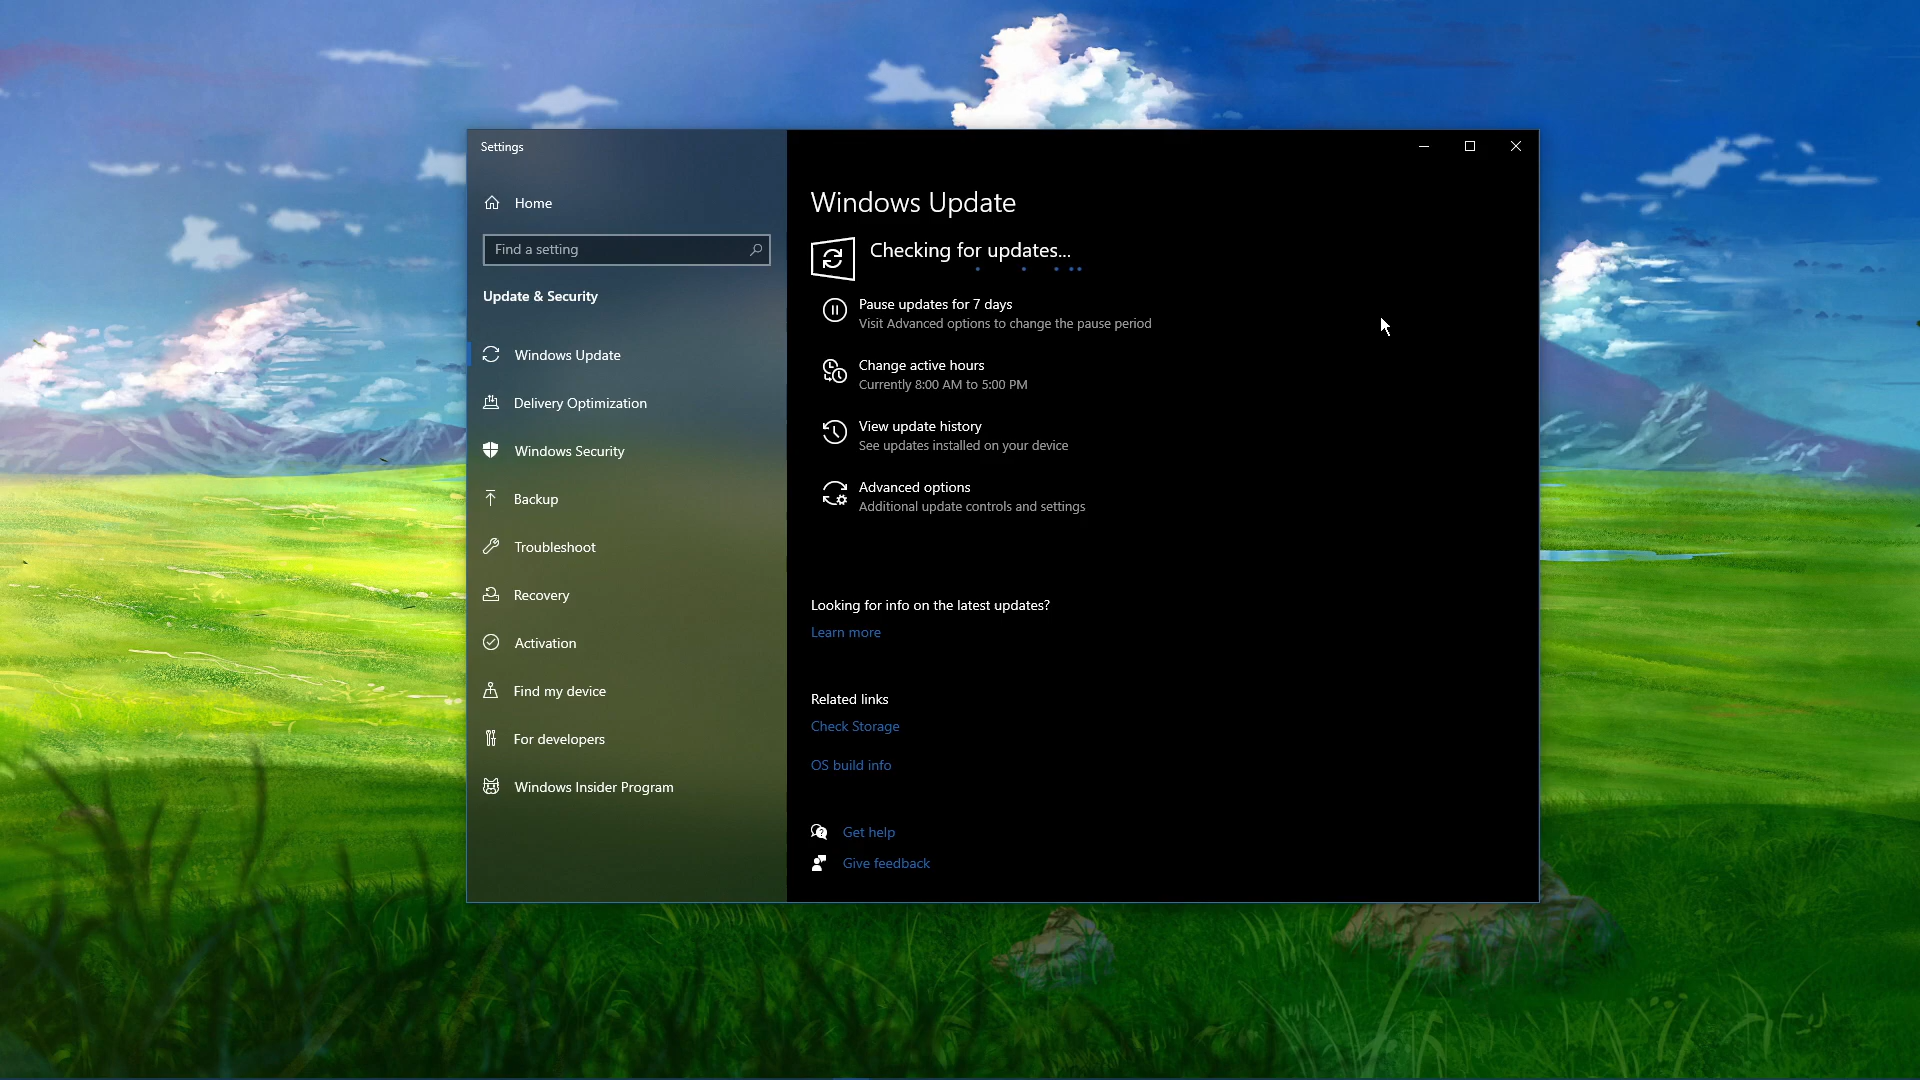 Settings
Home
Find a setting
Update & Security
Windows Update
Delivery Optimization
Windows Security
Backup
Troubleshoot
Recovery
Activation
Find my device
For developers
Windows Insider Program
Windows Update
Checking for updates...
Pause updates for 7 days
Visit Advanced options to change the pause period
Change active hours
Currently 8:00 AM to 5:00 PM
View update history
See updates installed on your device
Advanced options
Additional update controls and settings
Looking for info on the latest updates?
Learn more
Related links
Check Storage
OS build info
Get help
Give feedback